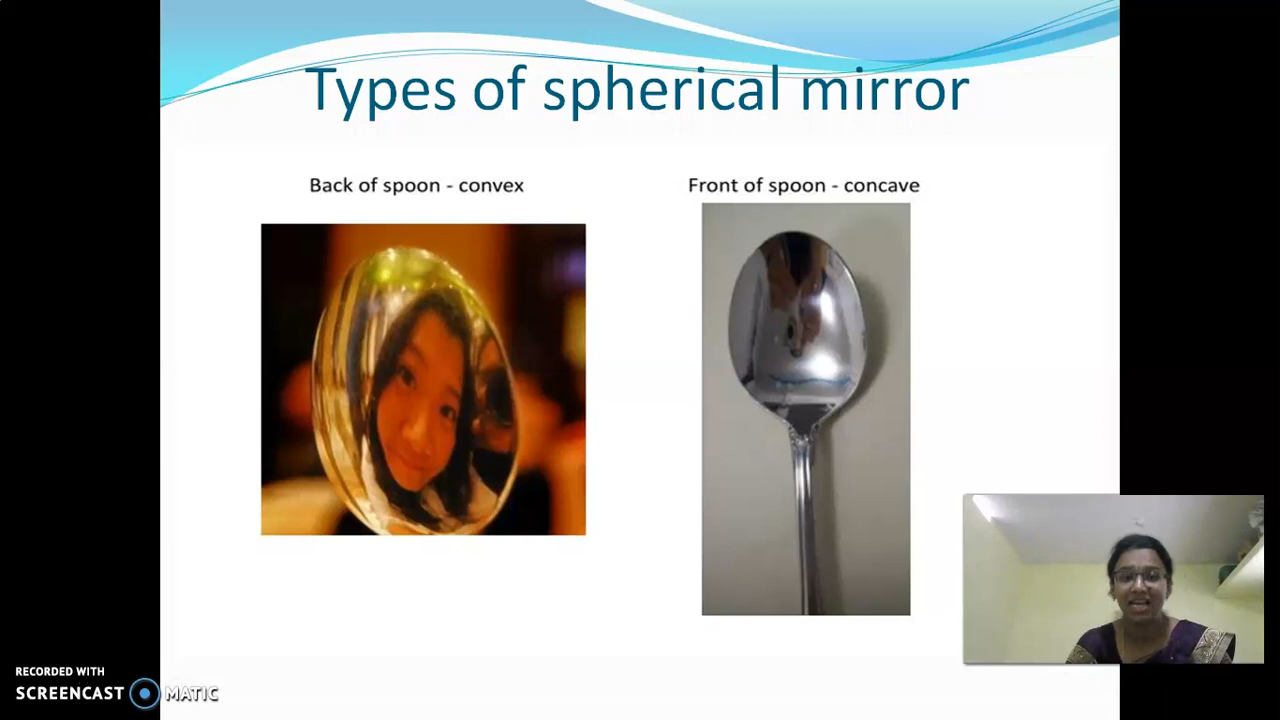 Types of spherical mirror
Back of spoon - convex
Front of spoon - concave
RECORDED WITH
SCREENCAST MATIC